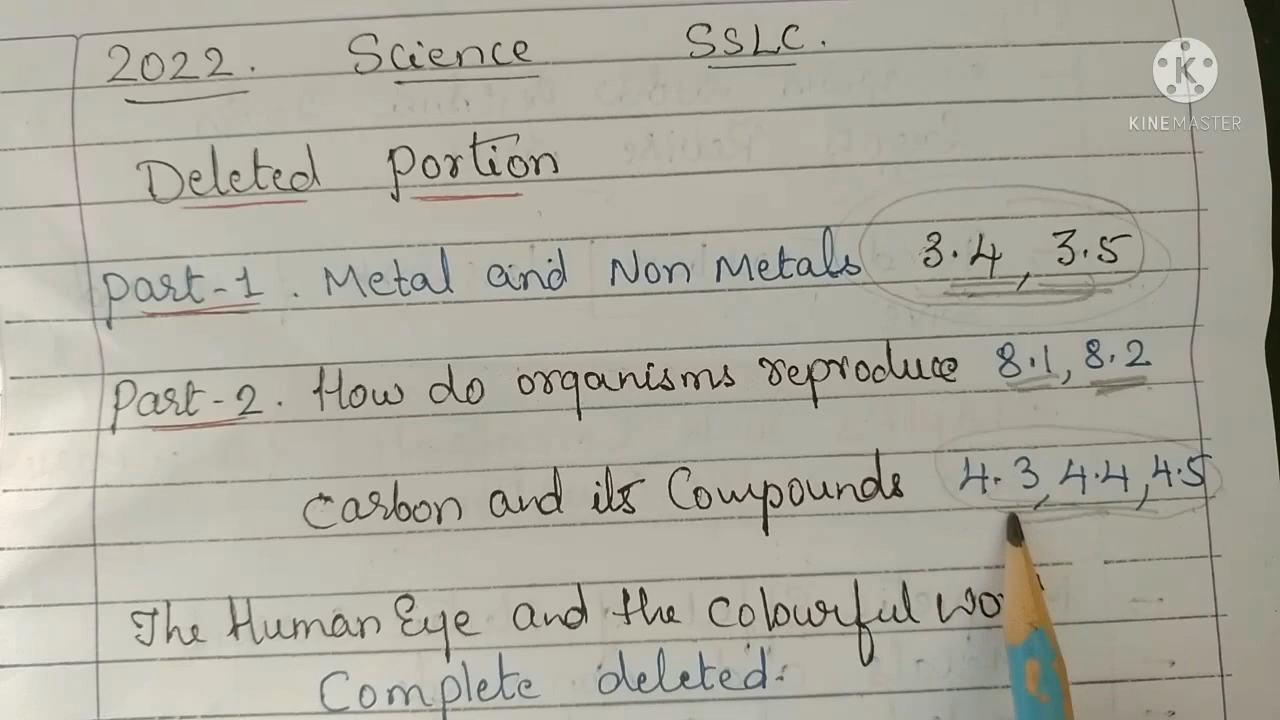 2022. Science SSLC.
KINEMASTER
Deleted portion
Part-1. Metal and Non Metals 3.4, 3.5
Part-2. How do organisms reproduce 8.1, 8.2
Carbon and its Compounds 4.3, 4.4, 4.5
The Human Eye and the colourful
Complete deleted.